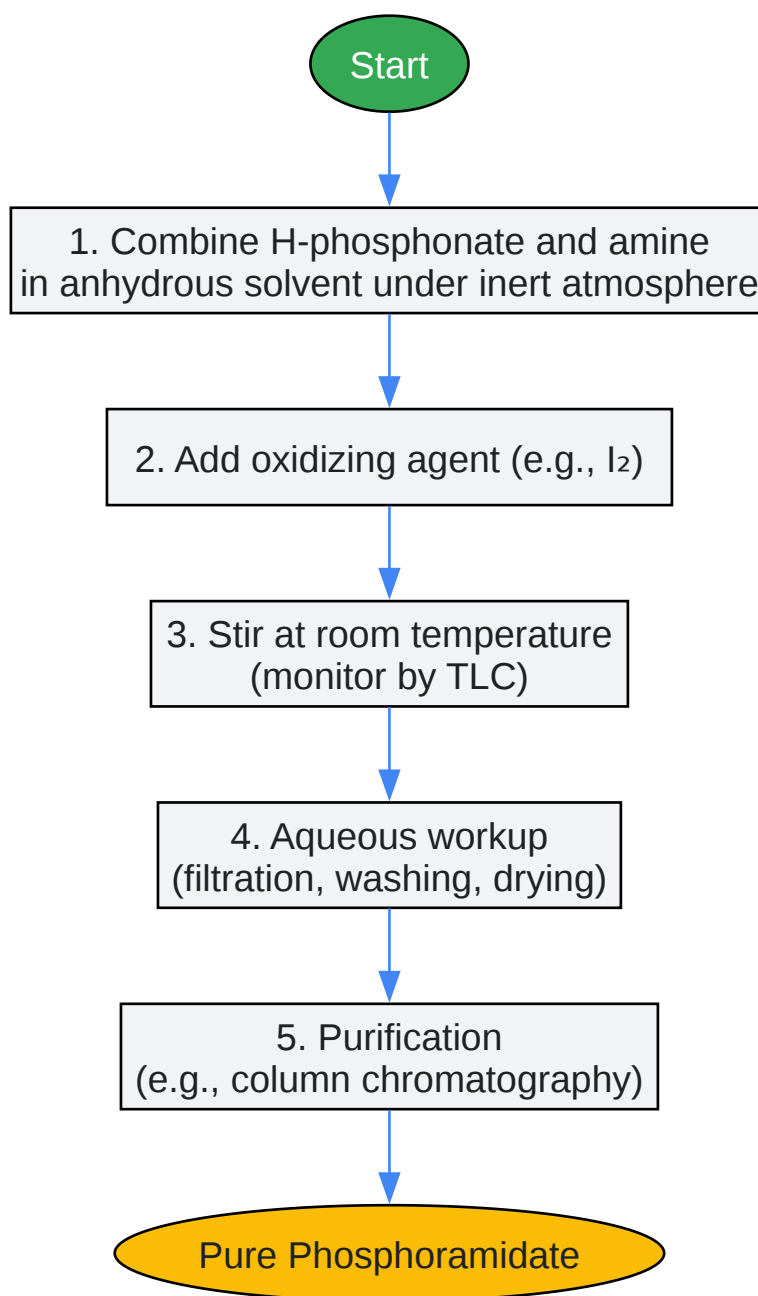 Start
1. Combine H-phosphonate and amine
in anhydrous solvent under inert atmosphere
2. Add oxidizing agent (e.g., I₂)
3. Stir at room temperature
(monitor by TLC)
4. Aqueous workup
(filtration, washing, drying)
5. Purification
(e.g., column chromatography)
Pure Phosphoramidate